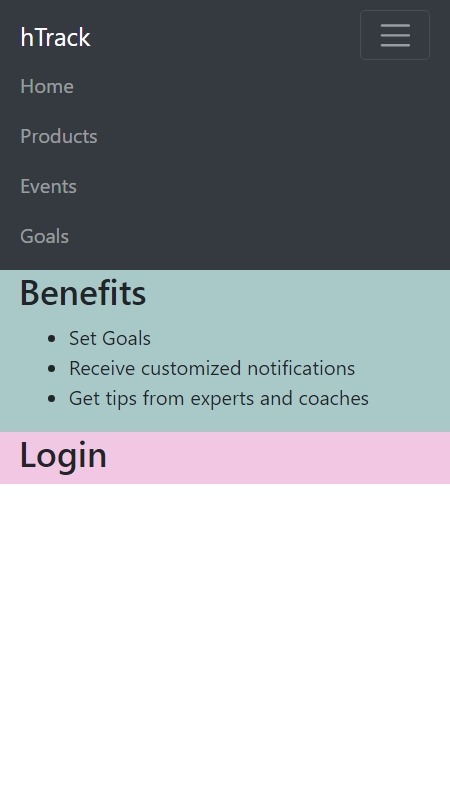 hTrack
Home
Products
Events
Goals
Benefits
Set Goals
Receive customized notifications
Get tips from experts and coaches
Login